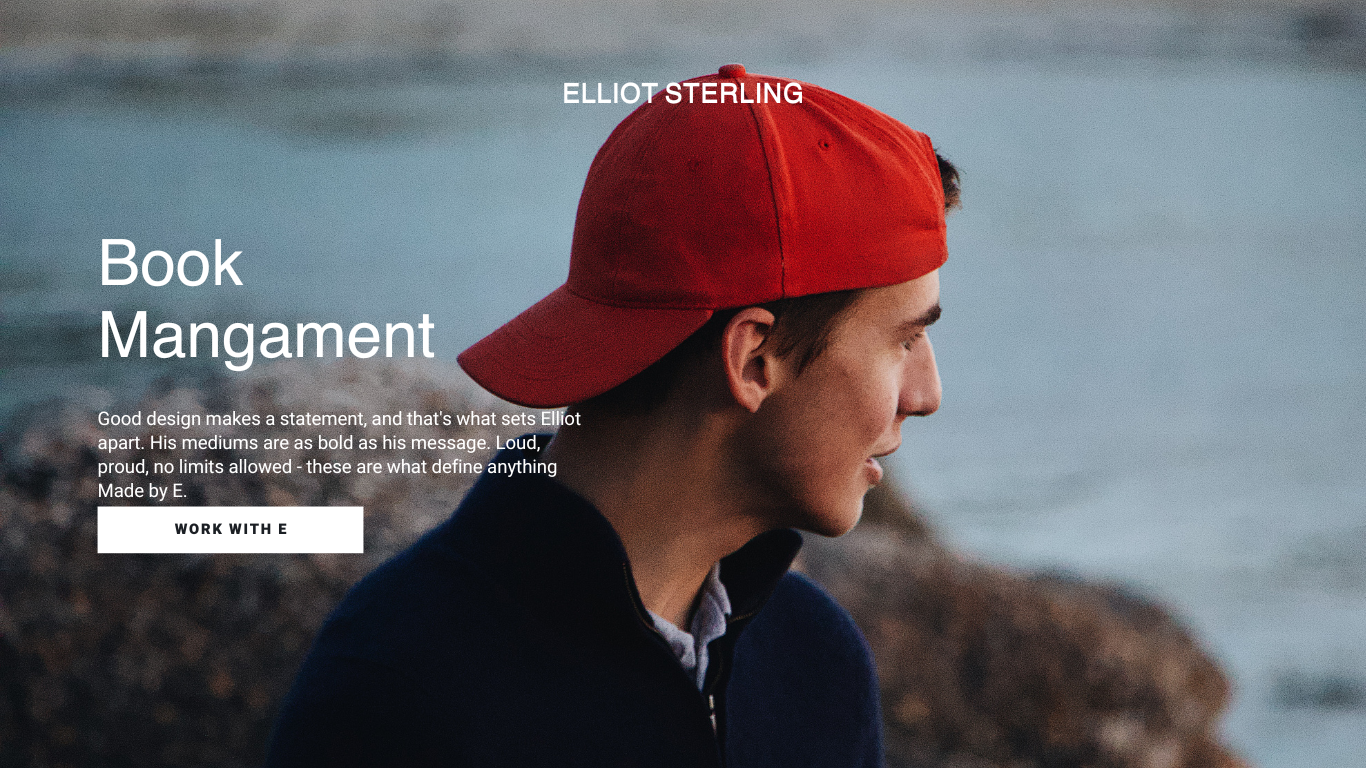 ELLIOT STERLING
Book
Mangament
Good design makes a statement, and that's what sets Elliot
apart. His mediums are as bold as his message. Loud,
proud, no limits allowed - these are what define anything
Made by E.
WORK WITH E